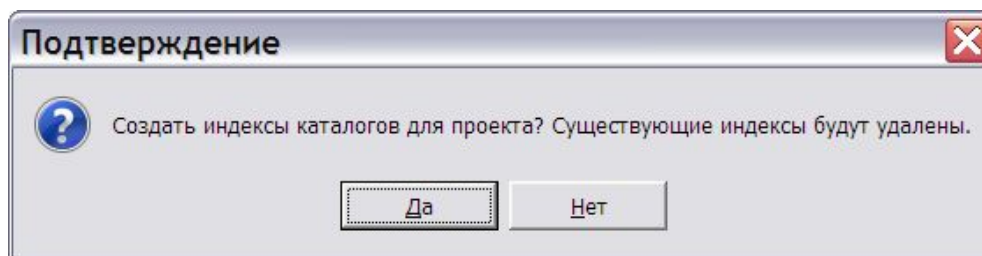 Подтверждение
Создать индексы каталогов для проекта? Существующие индексы будут удалены.
Да
Нет